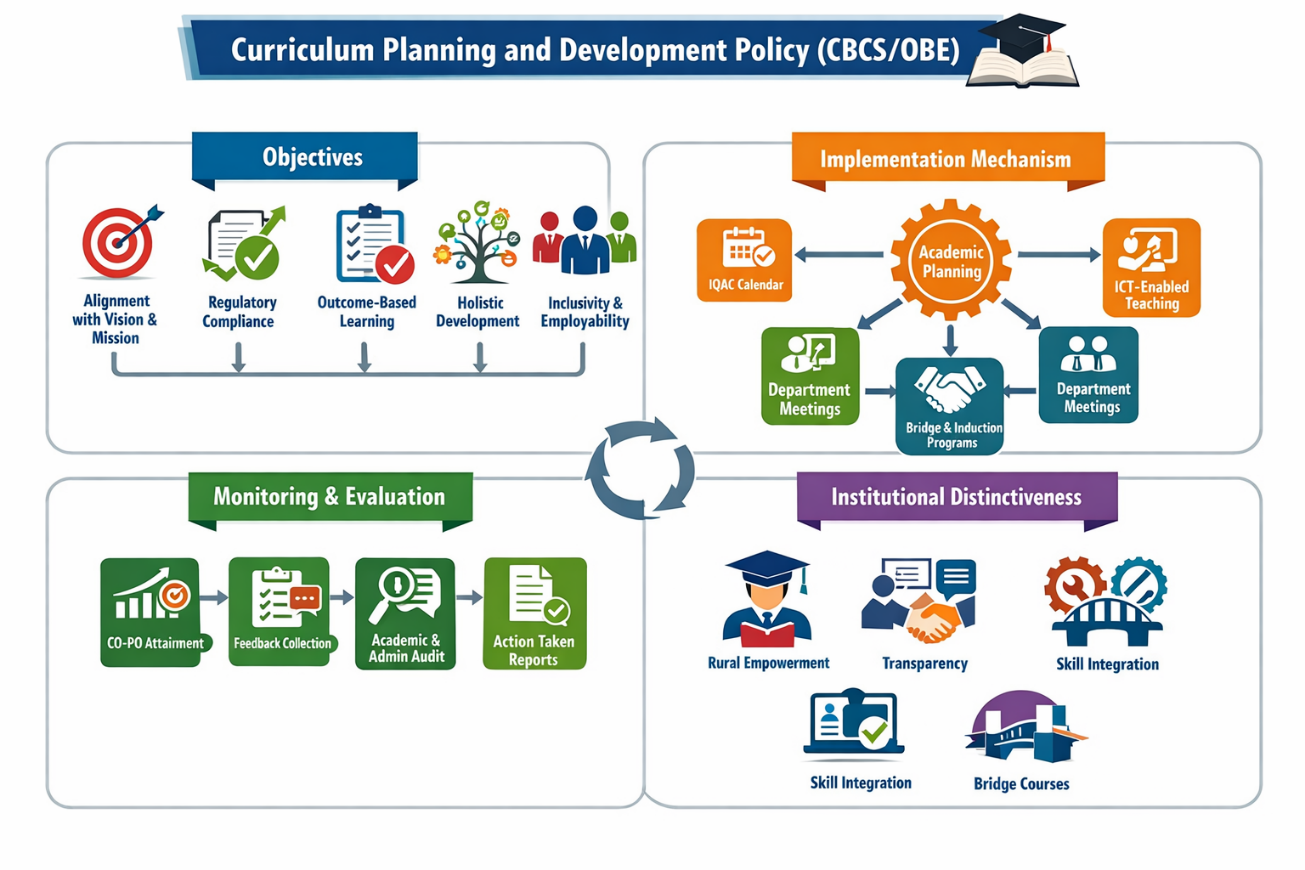 Curriculum Planning and Development Policy (CBCS/OBE)
Objectives
Alignment
with Vision &
Mission
Regulatory
Compliance
Outcome-Based
Learning
Holistic
Development
Inclusivity &
Employability
Implementation Mechanism
IQAC Calendar
Academic
Planning
ICT-Enabled
Teaching
Department
Meetings
Bridge & Induction
Programs
Department
Meetings
Monitoring & Evaluation
CO-PO Attairment
Feedback Collection
Academic &
Admin Audit
Action Taken
Reports
Institutional Distinctiveness
Rural Empowerment
Transparency
Skill Integration
Skill Integration
Bridge Courses